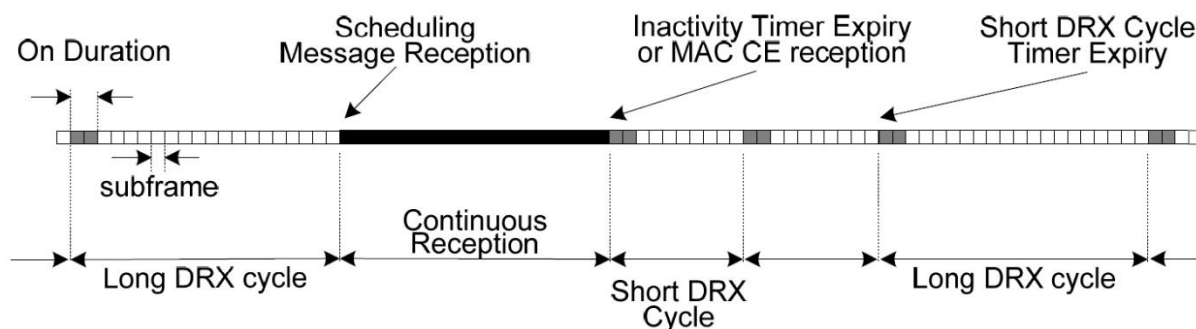 On Duration
Scheduling
Message Reception
Inactivity Timer Expiry
or MAC CE reception
Short DRX Cycle
Timer Expiry
subframe
Continuous
Reception
Long DRX cycle
Short DRX
Cycle
Long DRX cycle